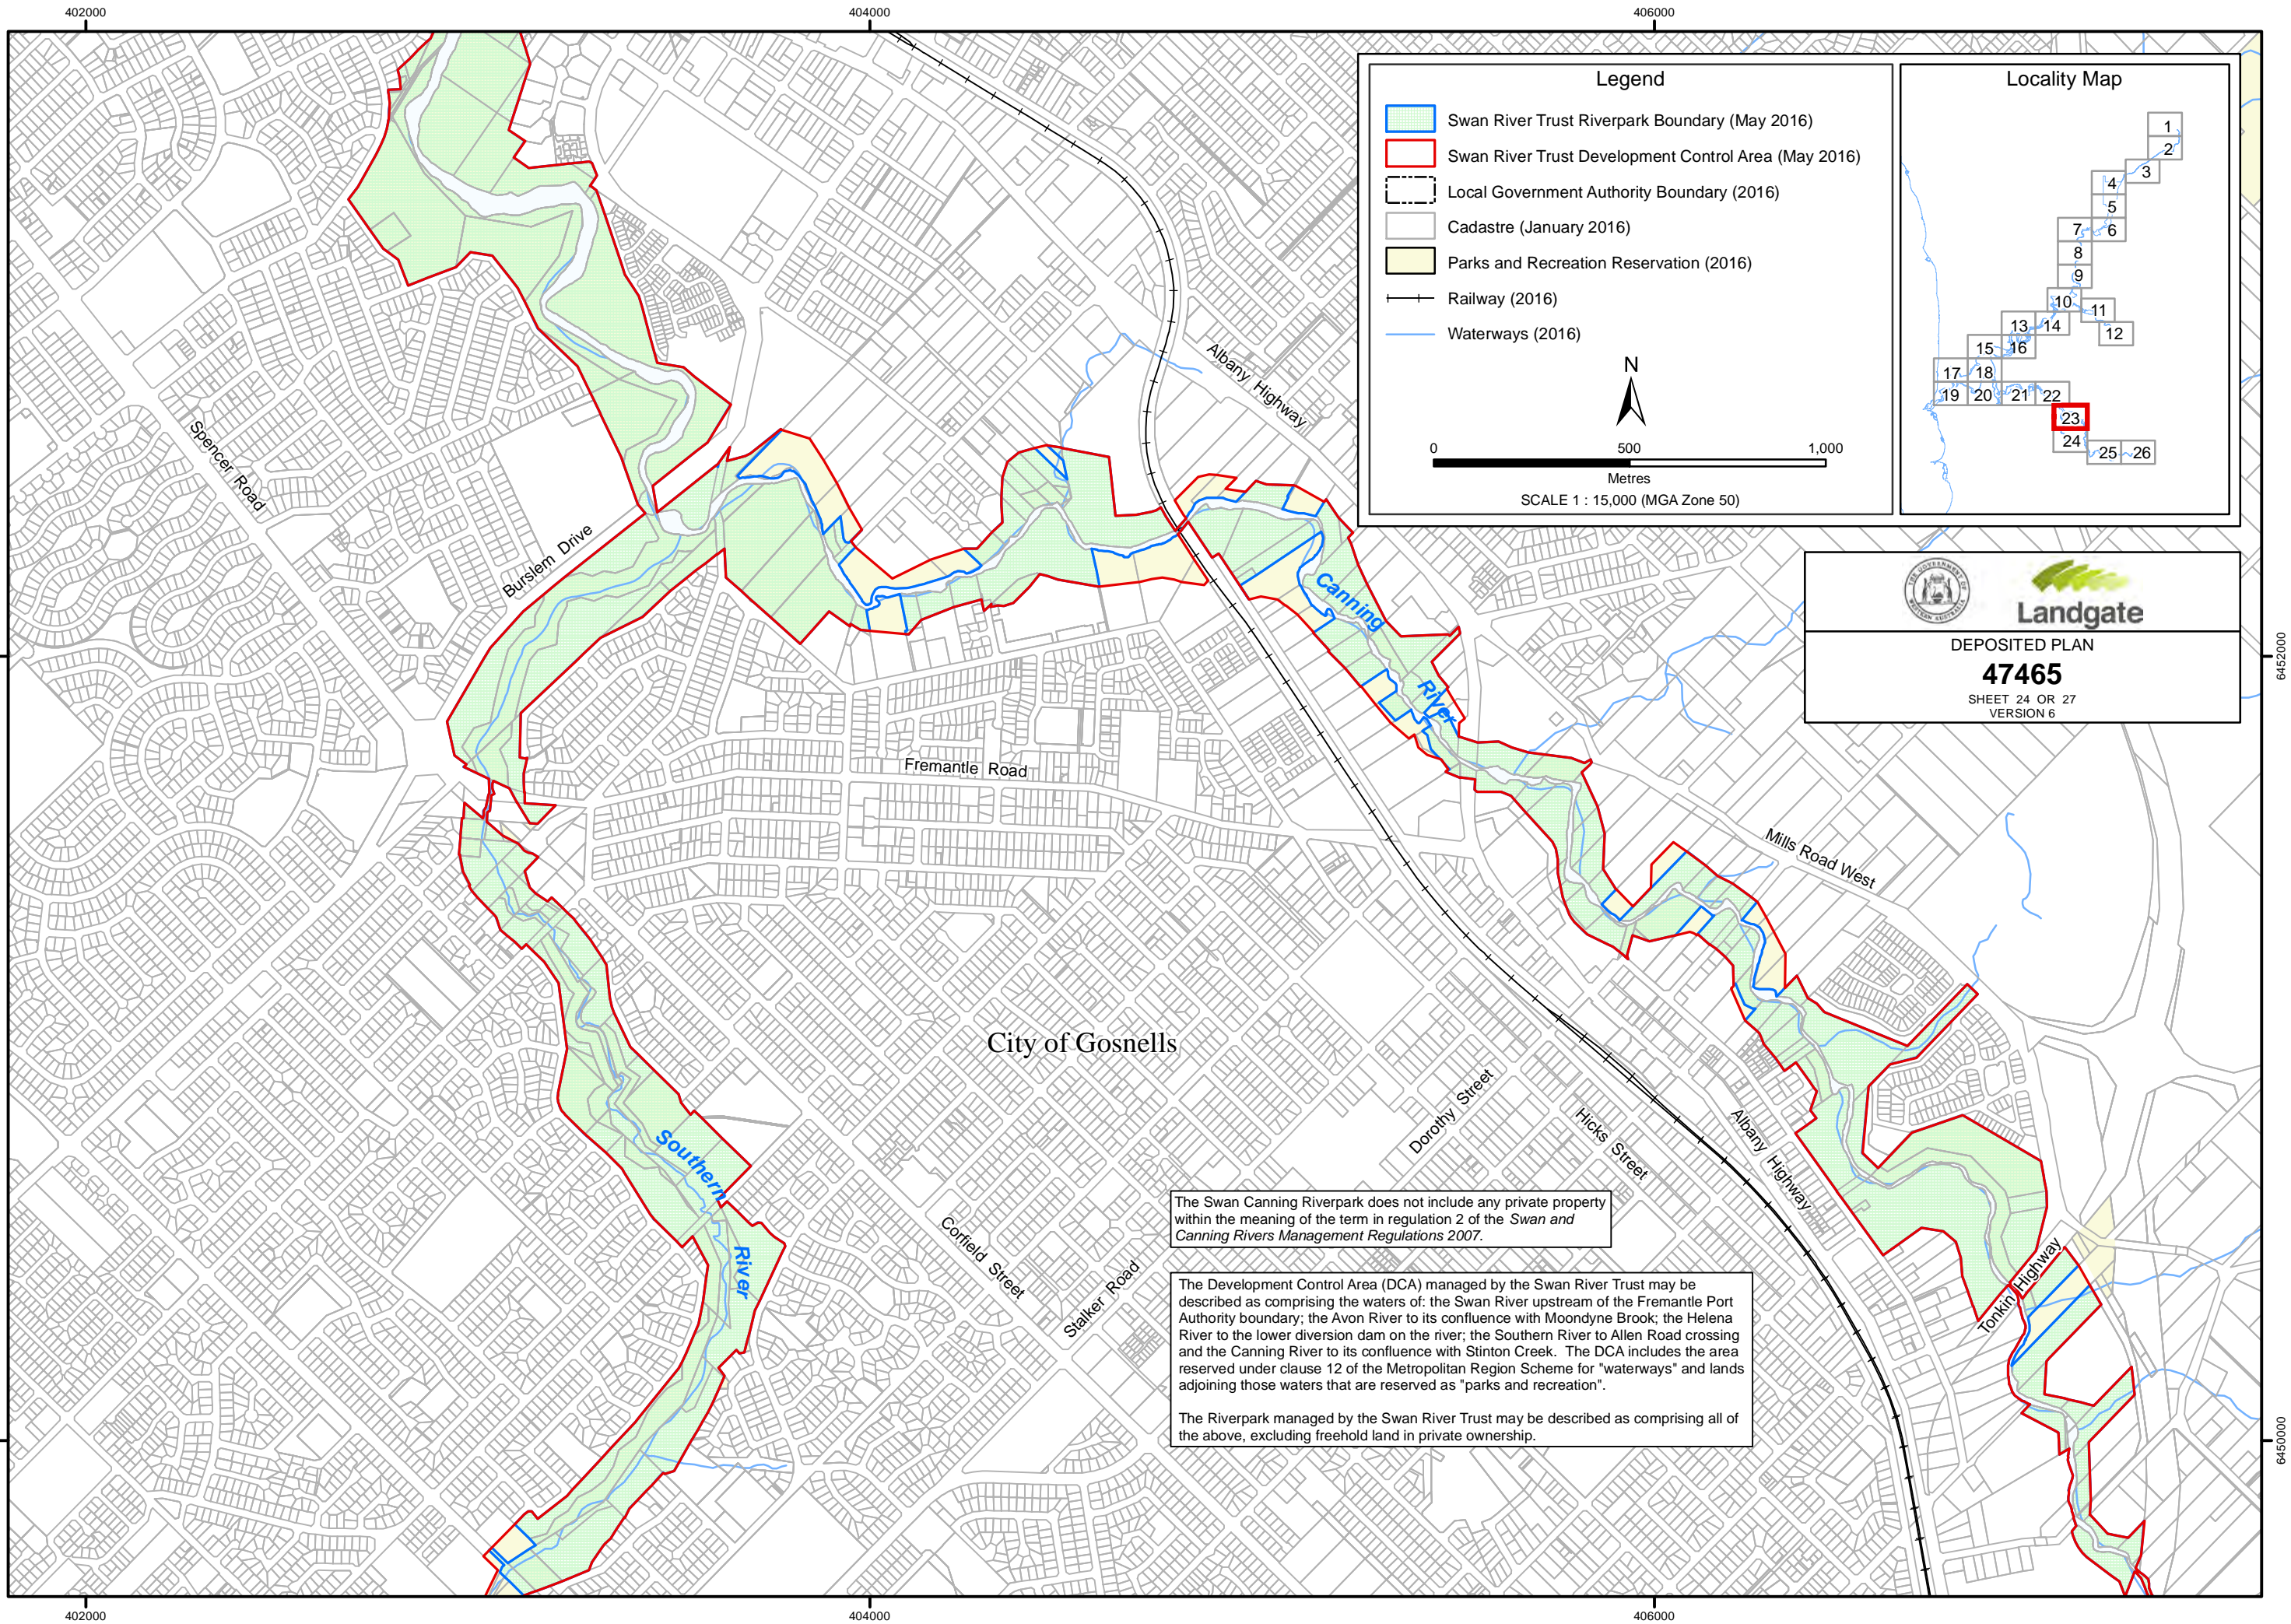 402000
404000
406000
Legend
Swan River Trust Riverpark Boundary (May 2016)
Swan River Trust Development Control Area (May 2016)
Local Government Authority Boundary (2016)
Cadastre (January 2016)
Parks and Recreation Reservation (2016)
Railway (2016)
Waterways (2016)
N
0 500 1,000
Metres
SCALE 1 : 15,000 (MGA Zone 50)
Locality Map
1
2
3
4
5
7 6
8
9
10
11
13 14
12
15 16
17 18
19 20 21 22
23
24
25 26
THE GOVERNMENT OF
WESTERN AUSTRALIA
Landgate
DEPOSITED PLAN
47465
SHEET 24 OR 27
VERSION 6
6452000
6450000
Albany Highway
Spencer Road
Burslem Drive
Canning
River
Fremantle Road
Mills Road West
City of Gosnells
Dorothy Street
Hicks Street
Albany Highway
Southern
River
Corfield Street
Stalker Road
Tonkin Highway
The Swan Canning Riverpark does not include any private property
within the meaning of the term in regulation 2 of the Swan and
Canning Rivers Management Regulations 2007.
The Development Control Area (DCA) managed by the Swan River Trust may be
described as comprising the waters of: the Swan River upstream of the Fremantle Port
Authority boundary; the Avon River to its confluence with Moondyne Brook; the Helena
River to the lower diversion dam on the river; the Southern River to Allen Road crossing
and the Canning River to its confluence with Stinton Creek. The DCA includes the area
reserved under clause 12 of the Metropolitan Region Scheme for "waterways" and lands
adjoining those waters that are reserved as "parks and recreation".
The Riverpark managed by the Swan River Trust may be described as comprising all of
the above, excluding freehold land in private ownership.
402000
404000
406000